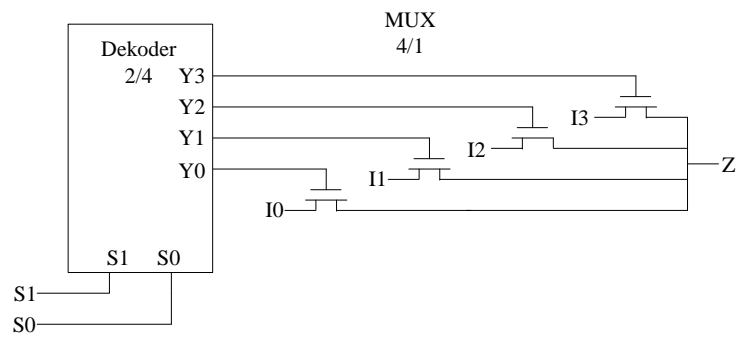 MUX
4/1
Dekoder
2/4
Y3
Y2
Y1
Y0
I3
I2
I1
I0
Z
S1 S0
S1
S0